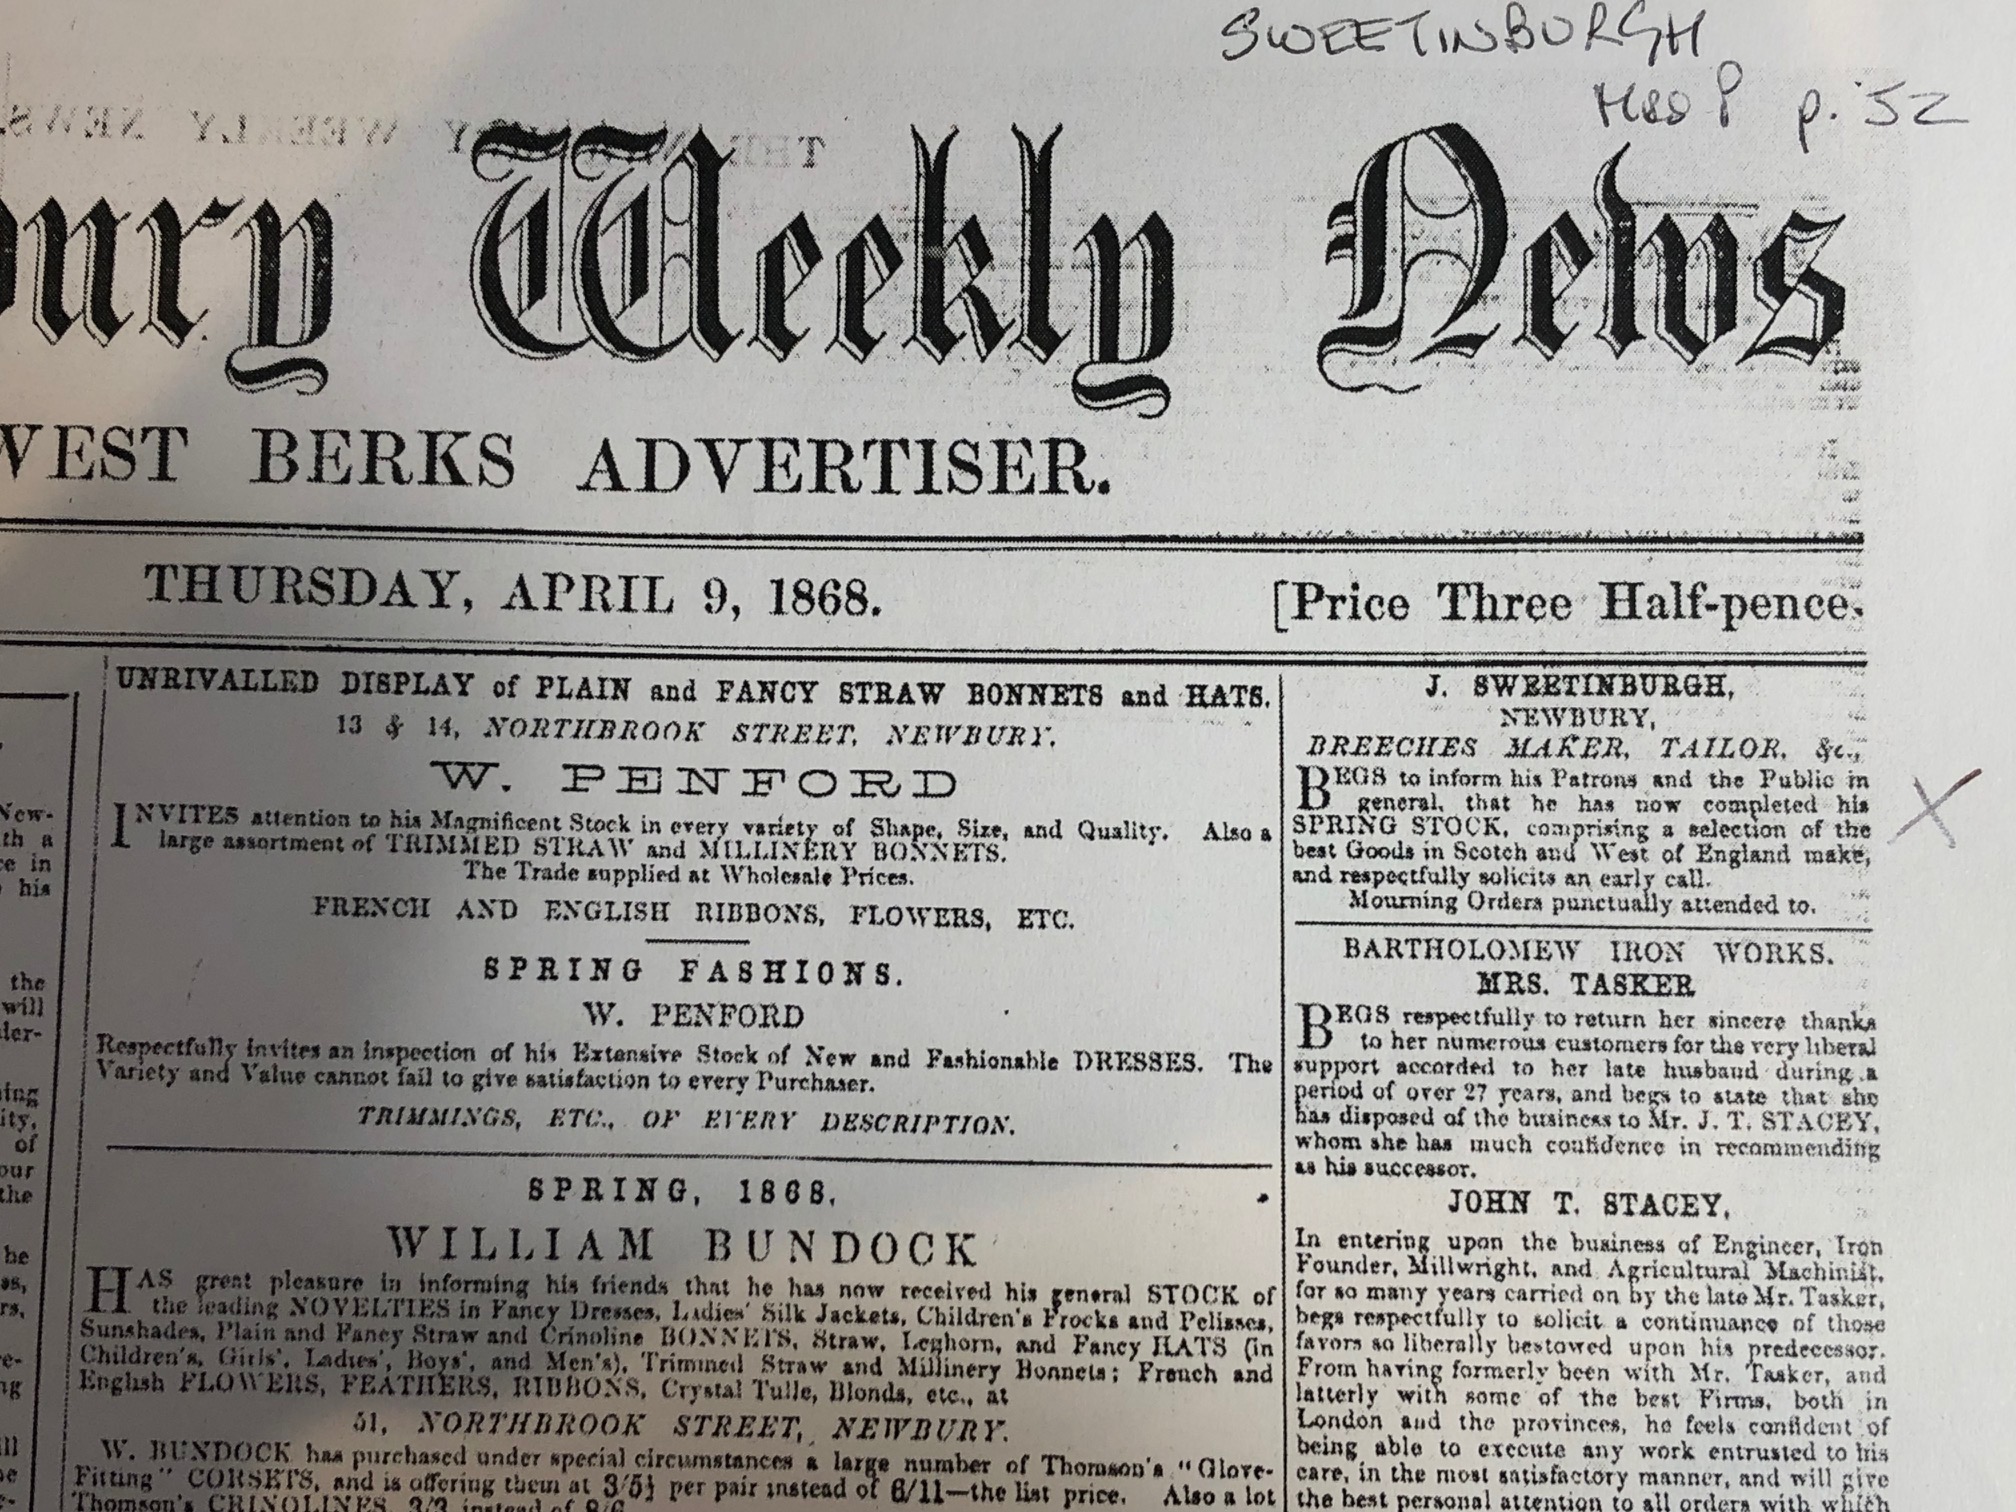 SWEETINBURGH
p. 52
Weekly News
WEST BERKS ADVERTISER.
THURSDAY, APRIL 9, 1868.
[Price Three Half-pence.
New-
th a
ce in
his
the
will
der-
ing
ity,
of
our
the
be
UNRIVALLED DISPLAY of PLAIN and FANCY STRAW BONNETS and HATS.
13 & 14, NORTHBROOK STREET, NEWBURY.
W. PENFORD
INVITES attention to his Magnificent Stock in every variety of Shape, Size, and Quality. Also a
large assortment of TRIMMED STRAW and MILLINERY BONNETS.
The Trade supplied at Wholesale Prices.
FRENCH AND ENGLISH RIBBONS, FLOWERS, ETC.
SPRING FASHIONS.
W. PENFORD
Respectfully invites an inspection of his Extensive Stock of New and Fashionable DRESSES. The
Variety and Value cannot fail to give satisfaction to every Purchaser.
TRIMMINGS, ETC., OF EVERY DESCRIPTION.
SPRING, 1868.
WILLIAM BUNDOCK
HAS great pleasure in informing his friends that he has now received his general STOCK of
the leading NOVELTIES in Fancy Dresses, Ladies' Silk Jackets, Children's Frocks and Pelisses,
Sunshades, Plain and Fancy Straw and Crinoline BONNETS, Straw, Leghorn, and Fancy HATS (in
Children's, Girls', Ladies', Boys', and Men's), Trimmed Straw and Millinery Bonnets; French and
English FLOWERS, FEATHERS, RIBBONS, Crystal Tulle, Blonds, etc., at
51, NORTHBROOK STREET, NEWBURY.
W. BUNDOCK has purchased under special circumstances a large number of Thomson's "Glove-
Fitting" CORSETS, and is offering them at 3/5½ per pair instead of 6/11—the list price. Also a lot
Thomson's CRINOLINES, 3/3 instead of
J. SWEETINBURGH,
NEWBURY,
BREECHES MAKER, TAILOR, &c.,
BEGS to inform his Patrons and the Public in
general, that he has now completed his
SPRING STOCK, comprising a selection of the
best Goods in Scotch and West of England make,
and respectfully solicits an early call.
Mourning Orders punctually attended to.
BARTHOLOMEW IRON WORKS.
MRS. TASKER
BEGS respectfully to return her sincere thanks
to her numerous customers for the very liberal
support accorded to her late husband during a
period of over 27 years, and begs to state that she
has disposed of the business to Mr. J. T. STACEY,
whom she has much confidence in recommending
as his successor.
JOHN T. STACEY,
In entering upon the business of Engineer, Iron
Founder, Millwright, and Agricultural Machinist,
for so many years carried on by the late Mr. Tasker,
begs respectfully to solicit a continuance of those
favors so liberally bestowed upon his predecessor.
From having formerly been with Mr. Tasker, and
latterly with some of the best Firms, both in
London and the provinces, he feels confident of
being able to execute any work entrusted to his
care, in the most satisfactory manner, and will give
the best personal attention to all orders with which